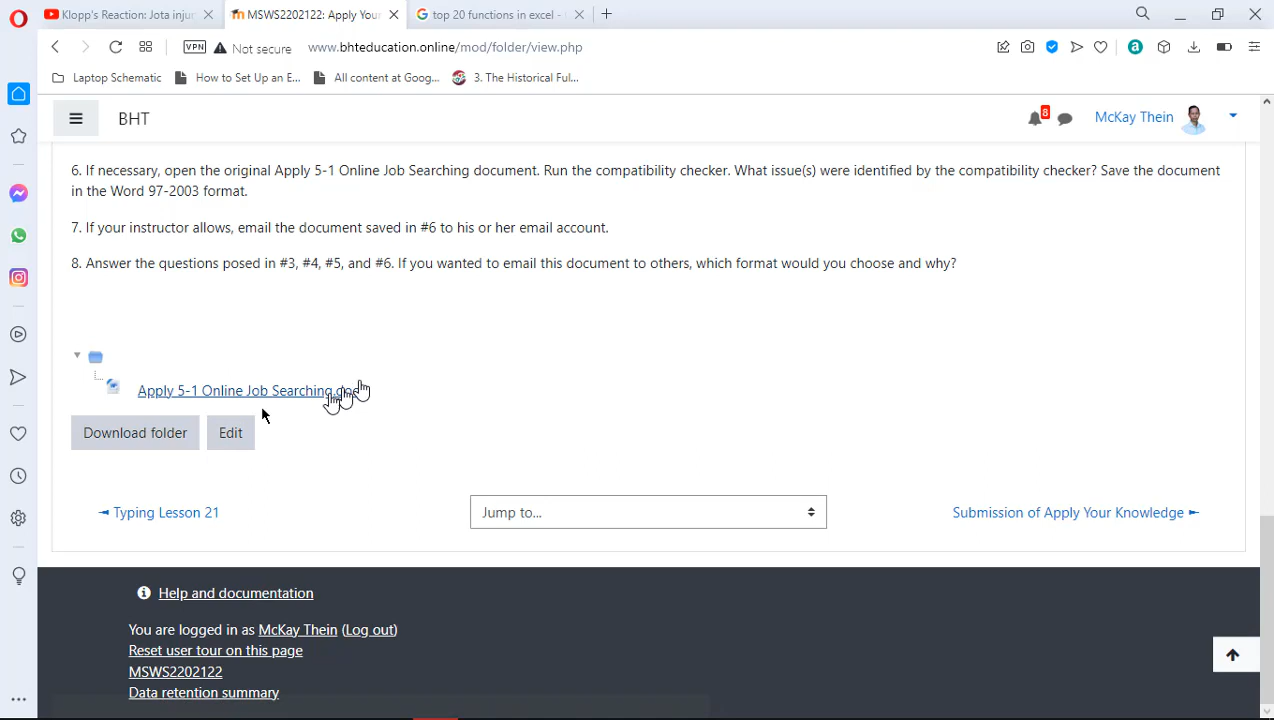 Klopp's Reaction: Jota inju
MSWS2202122: Apply You
top 20 functions in excel -
VPN
Not secure
www.bhteducation.online/mod/folder/view.php
a
Laptop Schematic
How to Set Up an E...
All content at Goog...
3. The Historical Ful...
BHT
8
McKay Thein
6. If necessary, open the original Apply 5-1 Online Job Searching document. Run the compatibility checker. What issue(s) were identified by the compatibility checker? Save the document
in the Word 97-2003 format.
7. If your instructor allows, email the document saved in #6 to his or her email account.
8. Answer the questions posed in #3, #4, #5, and #6. If you wanted to email this document to others, which format would you choose and why?
Apply 5-1 Online Job Searching
Download folder
Edit
◄ Typing Lesson 21
Jump to...
Submission of Apply Your Knowledge ►
Help and documentation
You are logged in as McKay Thein (Log out)
Reset user tour on this page
MSWS2202122
Data retention summary